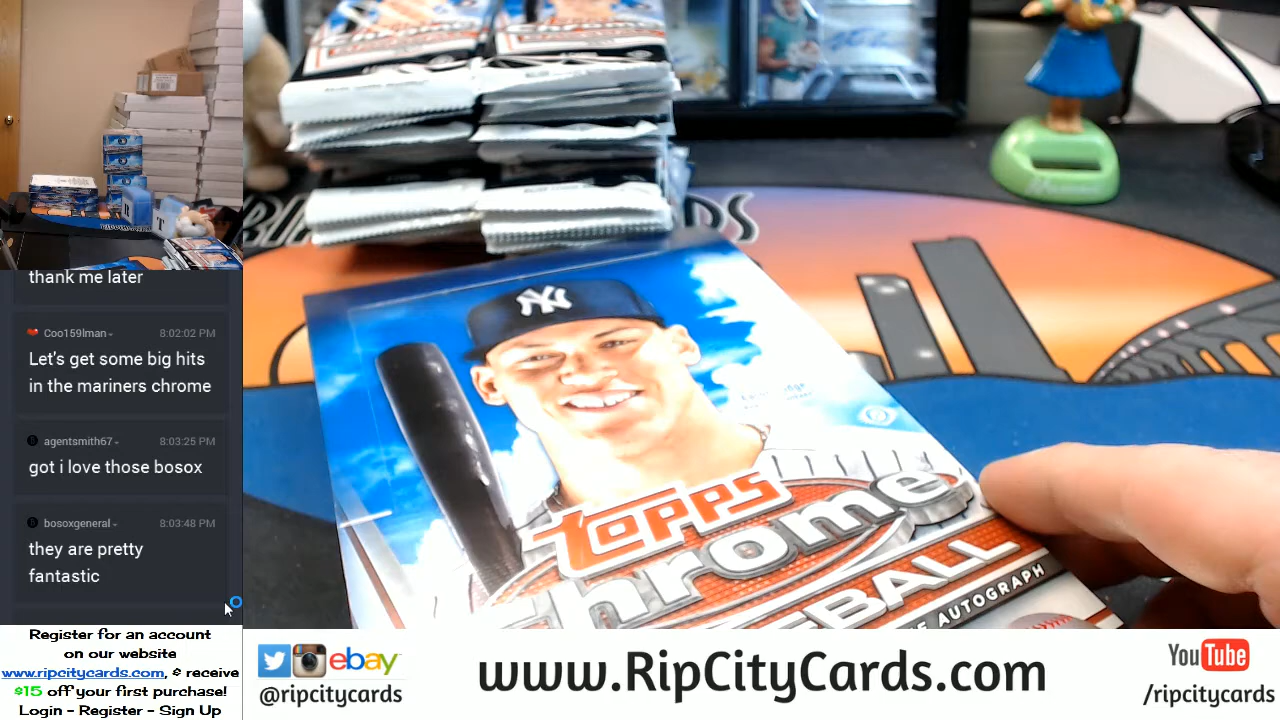 thank me later
Coo159lman
8:02:02 PM
Let's get some big hits
in the mariners chrome
agentsmith67
8:03:25 PM
got i love those bosox
bosoxgeneral
8:03:48 PM
they are pretty
fantastic
Register for an account
on our website
www.ripcitycards.com, & receive
$15 off your first purchase!
Login - Register - Sign Up
R
T
Chrome
NY
topps
Chrome
BASEBALL
AUTOGRAPH
ebay
@ripcitycards
www.RipCityCards.com
YouTube
/ripcitycards